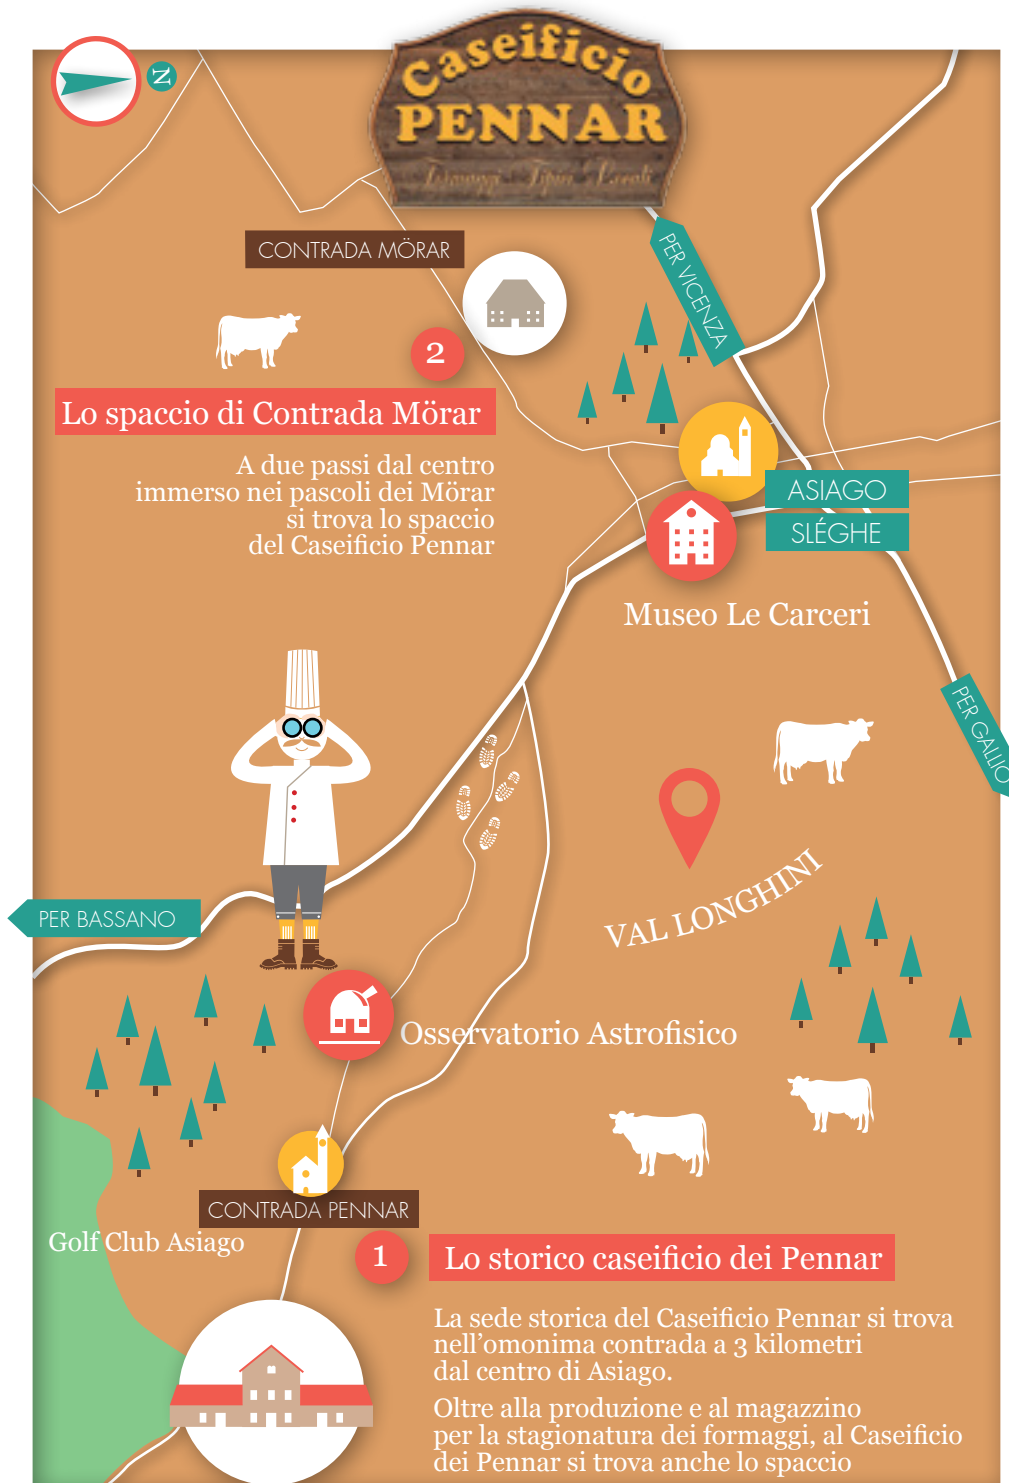 Caseificio
PENNAR
Formaggi Tipici Locali
N
CONTRADA MÖRAR
PER VICENZA
2
Lo spaccio di Contrada Mörar
A due passi dal centro
immerso nei pascoli dei Mörar
si trova lo spaccio
del Caseificio Pennar
ASIAGO
SLÉGHE
Museo Le Carceri
PER GALLIO
VAL LONGHINI
PER BASSANO
Osservatorio Astrofisico
CONTRADA PENNAR
Golf Club Asiago
1
Lo storico caseificio dei Pennar
La sede storica del Caseificio Pennar si trova
nell'omonima contrada a 3 kilometri
dal centro di Asiago.
Oltre alla produzione e al magazzino
per la stagionatura dei formaggi, al Caseificio
dei Pennar si trova anche lo spaccio